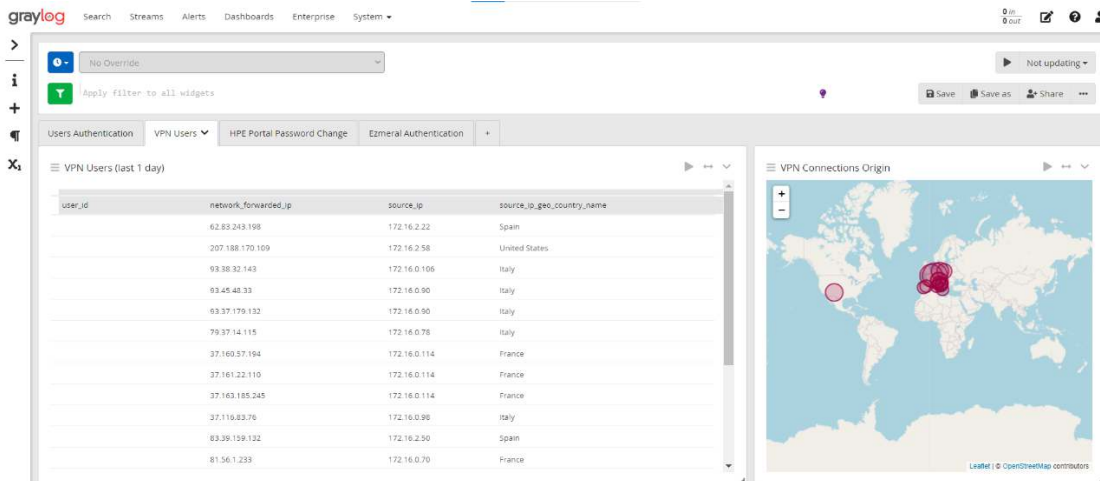 graylog Search Streams Alerts Dashboards Enterprise System
0 in
0 out
No Override
Not updating
Apply filter to all widgets
Save Save as Share
Users Authentication VPN Users HPE Portal Password Change Ezmeral Authentication +
VPN Users (last 1 day)
user_id network_forwarded_ip source_ip source_ip_geo_country_name
62.83.243.198 172.16.2.22 Spain
207.188.170.109 172.16.2.58 United States
93.38.32.143 172.16.0.106 Italy
93.45.48.33 172.16.0.90 Italy
93.37.179.132 172.16.0.90 Italy
79.37.14.115 172.16.0.78 Italy
37.160.57.194 172.16.0.114 France
37.161.22.110 172.16.0.114 France
37.163.185.245 172.16.0.114 France
37.116.83.76 172.16.0.98 Italy
83.39.159.132 172.16.2.50 Spain
81.56.1.233 172.16.0.70 France
VPN Connections Origin
+
−
Leaflet | © OpenStreetMap contributors